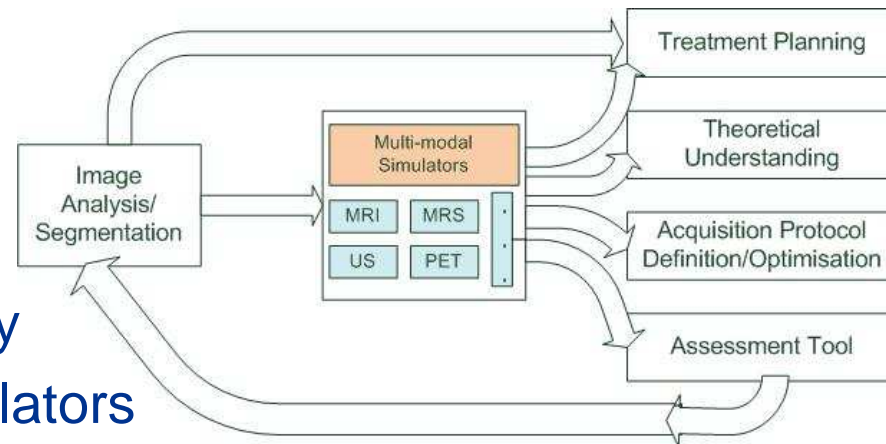 Treatment Planning
Theoretical
Understanding
Multi-modal
Simulators
Image
Analysis/
Segmentation
MRI MRS
US PET
Acquisition Protocol
Definition/Optimisation
Assessment Tool
y
lators